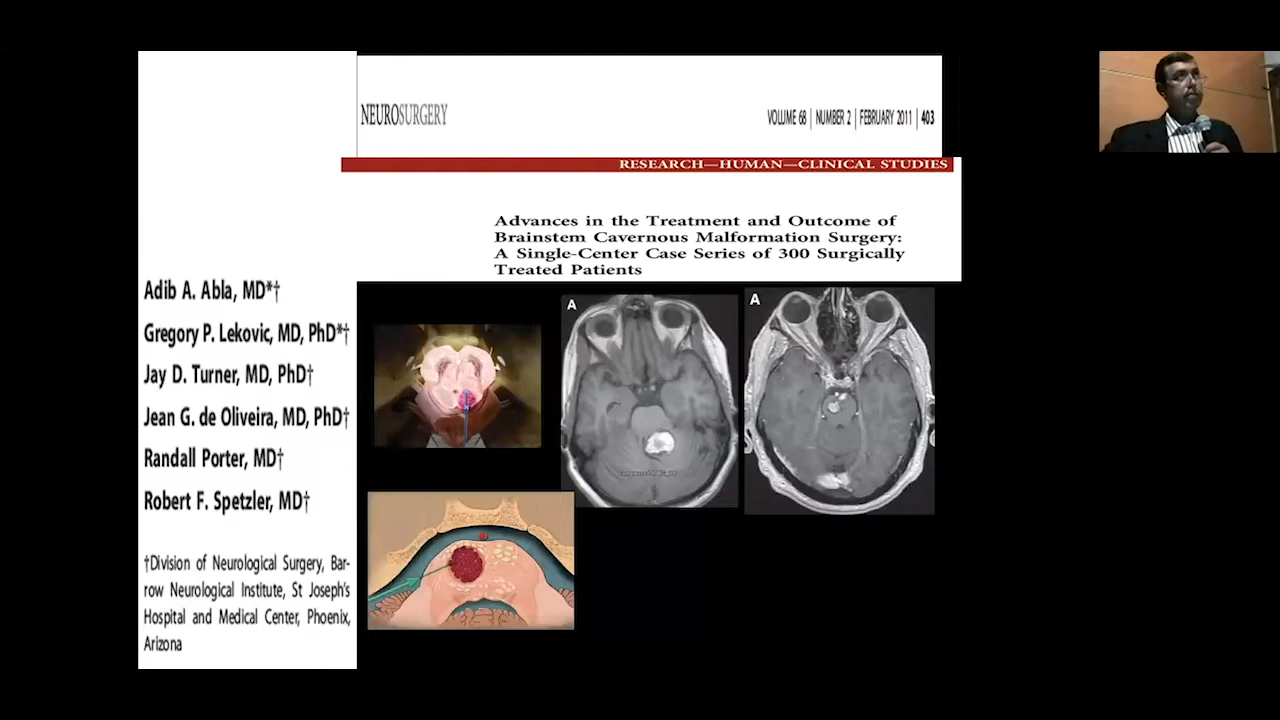 NEUROSURGERY
VOLUME 68 | NUMBER 2 | FEBRUARY 2011 | 403
RESEARCH—HUMAN—CLINICAL STUDIES
Advances in the Treatment and Outcome of
Brainstem Cavernous Malformation Surgery:
A Single-Center Case Series of 300 Surgically
Treated Patients
Adib A. Abla, MD*†
Gregory P. Lekovic, MD, PhD*†
Jay D. Turner, MD, PhD†
Jean G. de Oliveira, MD, PhD†
Randall Porter, MD†
Robert F. Spetzler, MD†
†Division of Neurological Surgery, Bar-
row Neurological Institute, St Joseph's
Hospital and Medical Center, Phoenix,
Arizona
A
A